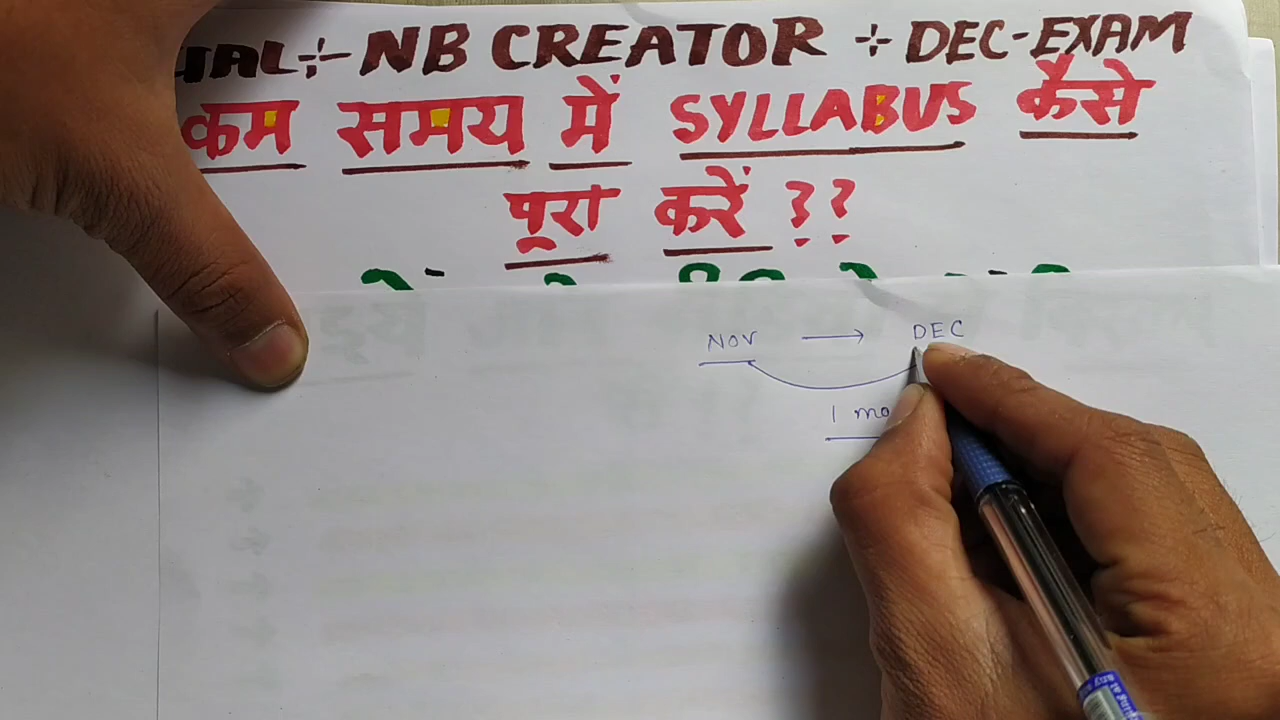 NB CREATOR ÷ DEC-EXAM
कम समय में SYLLABUS कैसे
पूरा करें ??
NOV → DEC
1 mo